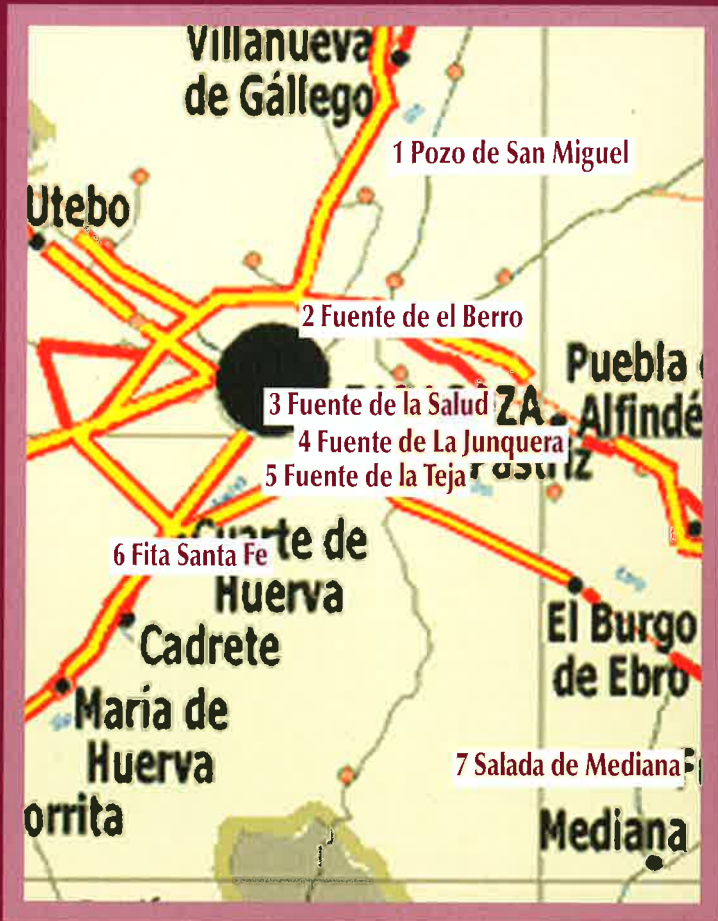 Villanueva
de Gállego
1 Pozo de San Miguel
Utebo
2 Fuente de el Berro
Puebla
3 Fuente de la Salud
ZA
Alfindé
4 Fuente de La Junquera
5 Fuente de la Teja
6 Fita Santa Fe
de
Huerva
Cadrete
El Burgo
de Ebro
María de
Huerva
7 Salada de Mediana
orrita
Mediana